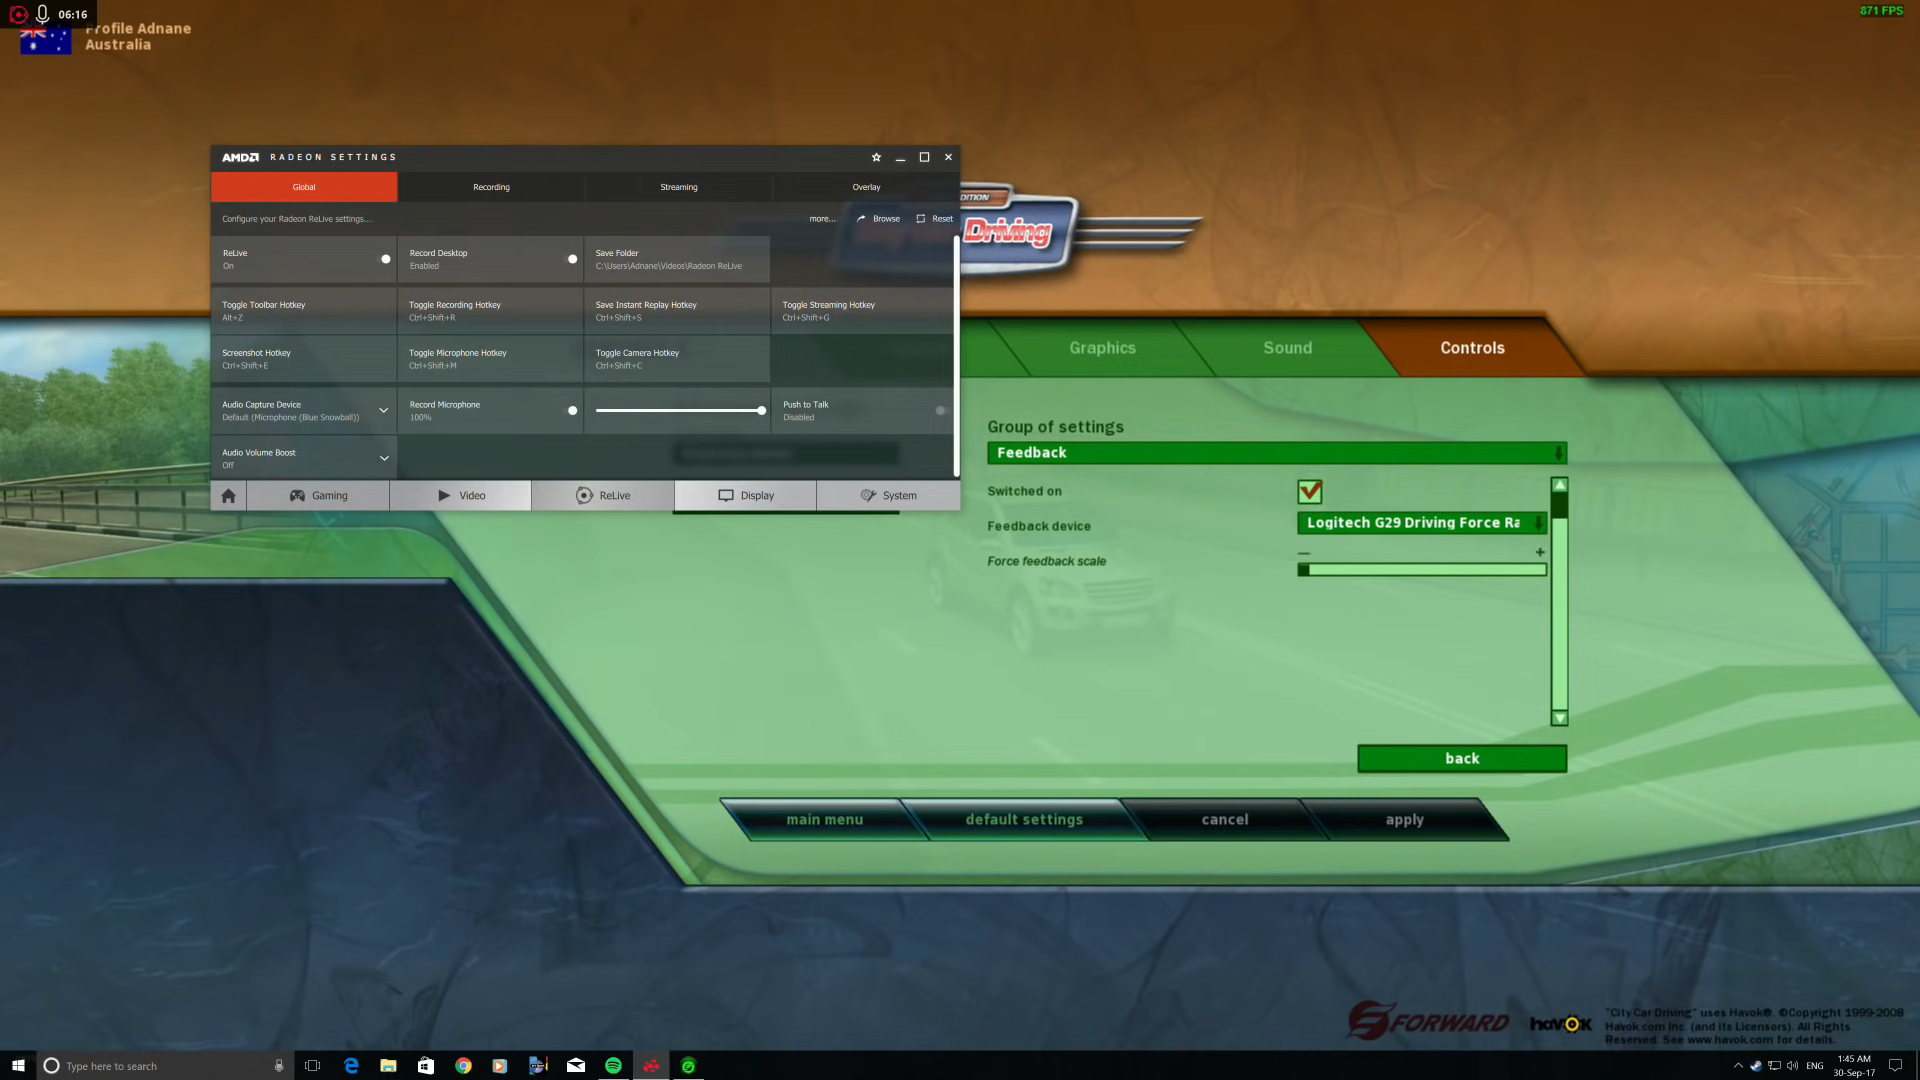 06:16
871 FPS
Profile Adnane
Australia
AMD RADEON SETTINGS
Global
Recording
Streaming
Overlay
Configure your Radeon ReLive settings....
more...
Browse
Reset
ReLive
On
Record Desktop
Enabled
Save Folder
C:\Users\Adnane\Videos\Radeon ReLive
Toggle Toolbar Hotkey
Alt+Z
Toggle Recording Hotkey
Ctrl+Shift+R
Save Instant Replay Hotkey
Ctrl+Shift+S
Toggle Streaming Hotkey
Ctrl+Shift+G
Screenshot Hotkey
Ctrl+Shift+E
Toggle Microphone Hotkey
Ctrl+Shift+M
Toggle Camera Hotkey
Ctrl+Shift+C
Audio Capture Device
Default (Microphone (Blue Snowball))
Record Microphone
100%
Push to Talk
Disabled
Audio Volume Boost
Off
Gaming
Video
ReLive
Display
System
DITION
Driving
Graphics
Sound
Controls
Group of settings
Feedback
Switched on
Feedback device
Logitech G29 Driving Force Ra
Force feedback scale
— +
back
main menu
default settings
cancel
apply
FORWARD
havok
"City Car Driving" uses Havok®. ©Copyright 1999-2008
Havok.com Inc. (and its Licensors). All Rights
Reserved. See www.havok.com for details.
Type here to search
ENG
1:45 AM
30-Sep-17